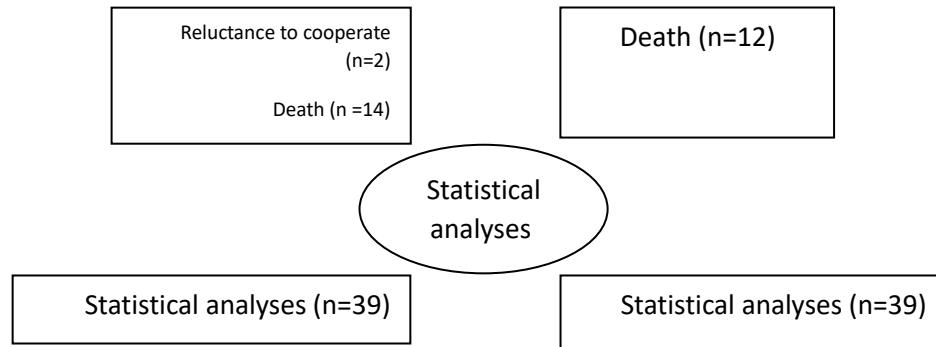 Reluctance to cooperate
(n=2)
Death (n =14)
Death (n=12)
Statistical
analyses
Statistical analyses (n=39)
Statistical analyses (n=39)